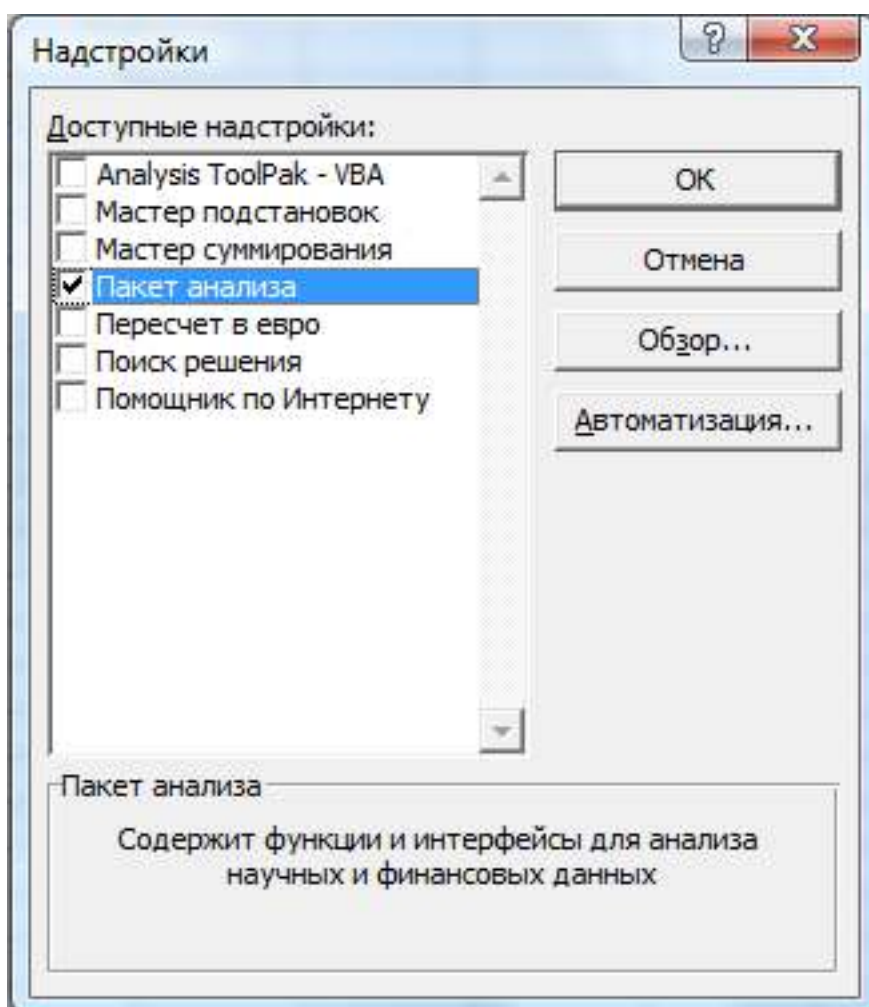 Надстройки
Доступные надстройки:
Analysis ToolPak - VBA
Мастер подстановок
Мастер суммирования
Пакет анализа
Пересчет в евро
Поиск решения
Помощник по Интернету
OK
Отмена
Обзор...
Автоматизация...
Пакет анализа
Содержит функции и интерфейсы для анализа
научных и финансовых данных